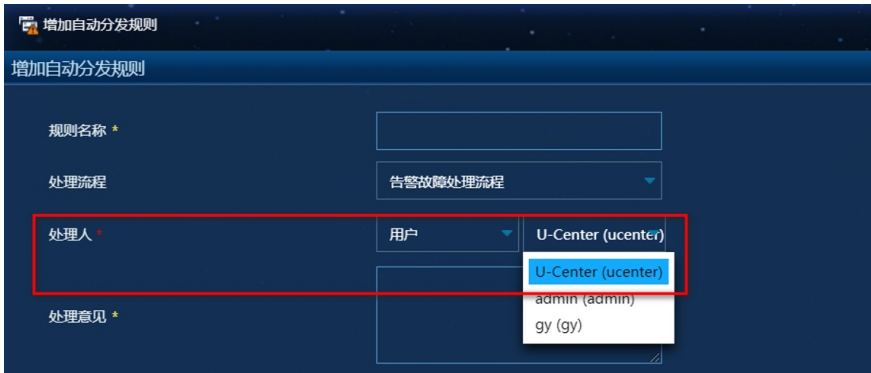 增加自动分发规则
增加自动分发规则
规则名称 *
处理流程 告警故障处理流程
处理人 * 用户 U-Center (ucenter)
U-Center (ucenter)
admin (admin)
处理意见 * gy (gy)